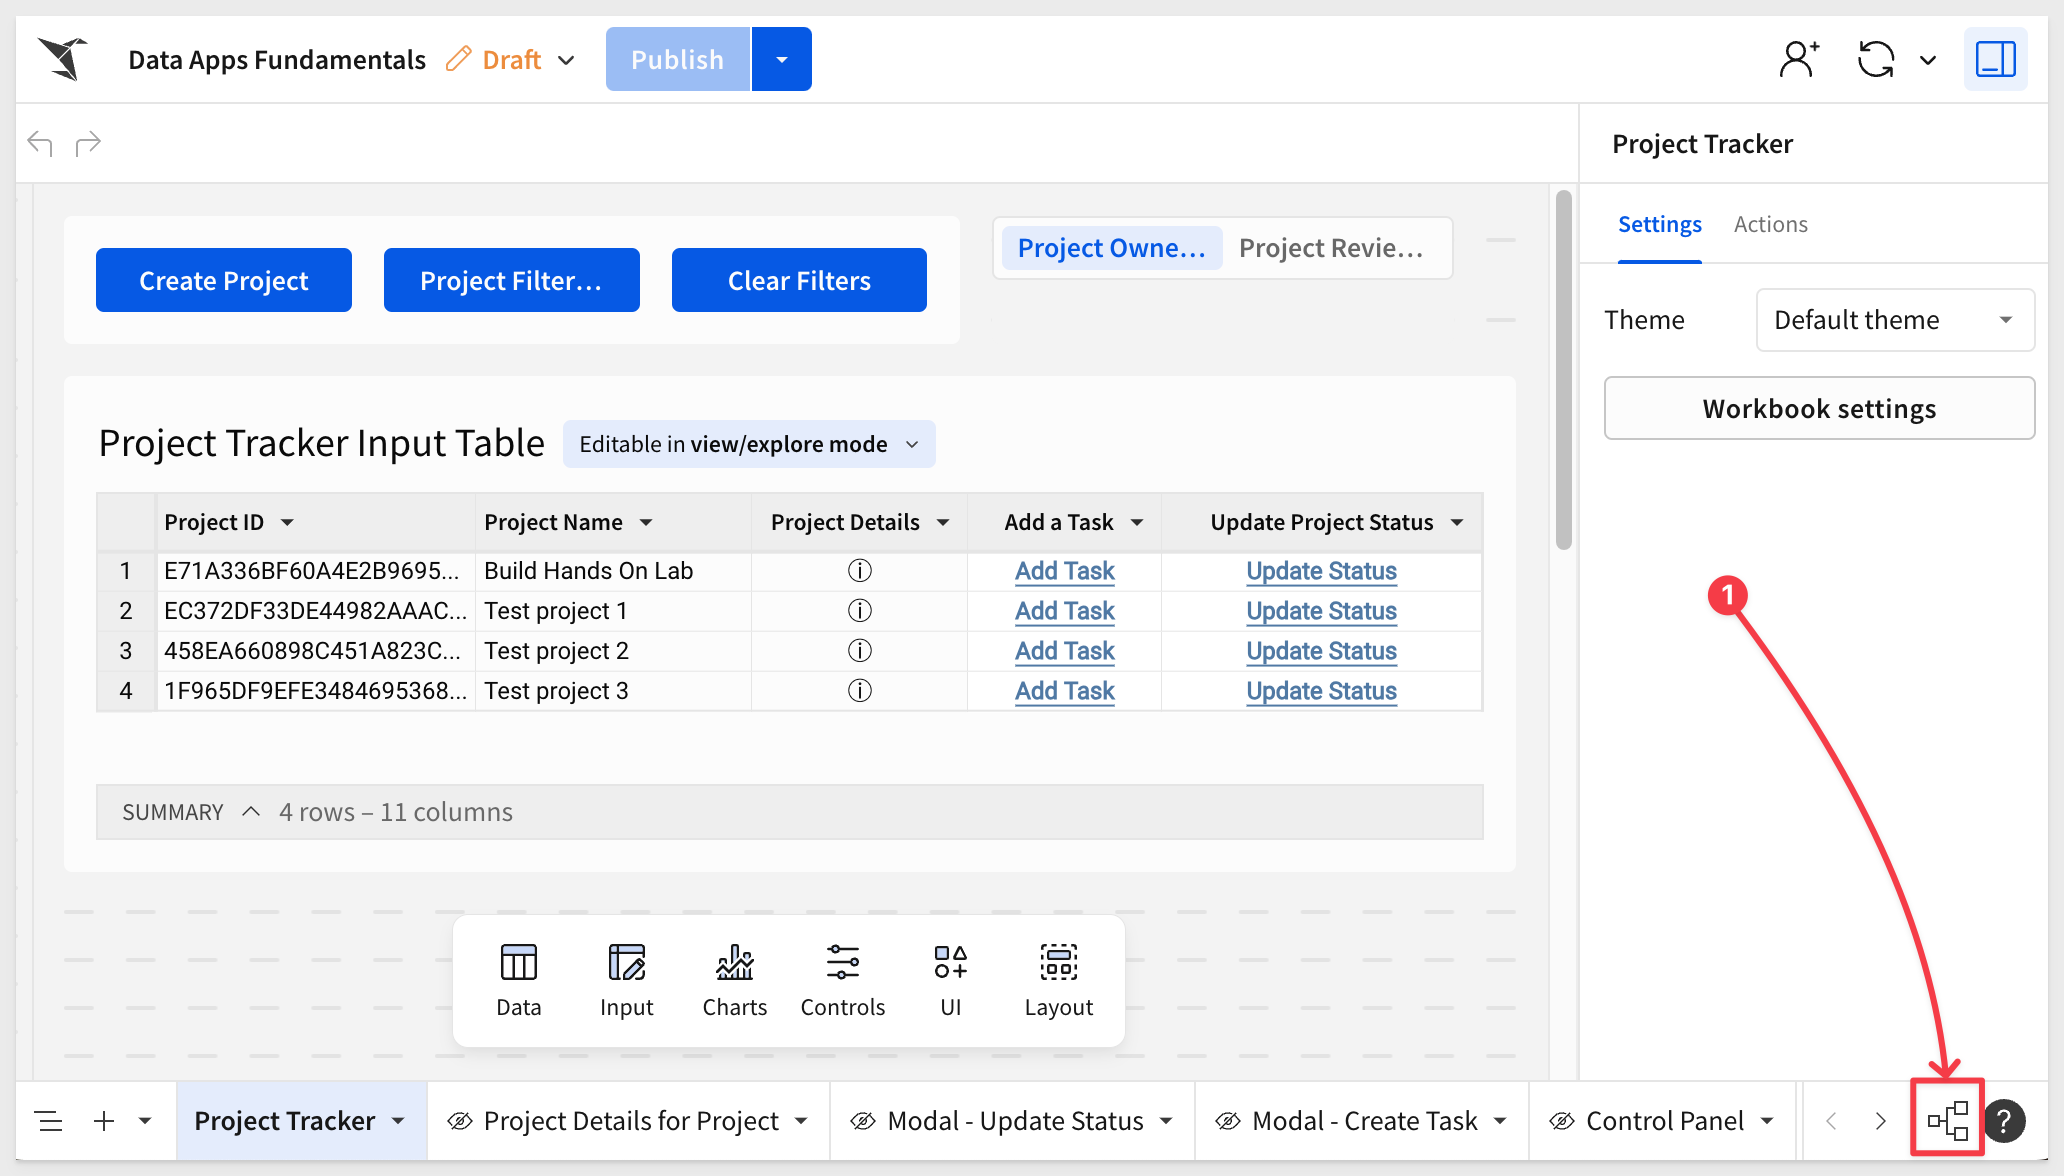 Data Apps Fundamentals Draft Publish
Project Tracker
Settings Actions
Theme Default theme
Workbook settings
Create Project Project Filter... Clear Filters
Project Owne... Project Revie...
Project Tracker Input Table Editable in view/explore mode
Project ID Project Name Project Details Add a Task Update Project Status
1 E71A336BF60A4E2B9695... Build Hands On Lab Add Task Update Status
2 EC372DF33DE44982AAAC... Test project 1 Add Task Update Status
3 458EA660898C451A823C... Test project 2 Add Task Update Status
4 1F965DF9EFE3484695368... Test project 3 Add Task Update Status
1
SUMMARY 4 rows – 11 columns
Data Input Charts Controls UI Layout
Project Tracker Project Details for Project Modal - Update Status Modal - Create Task Control Panel ?